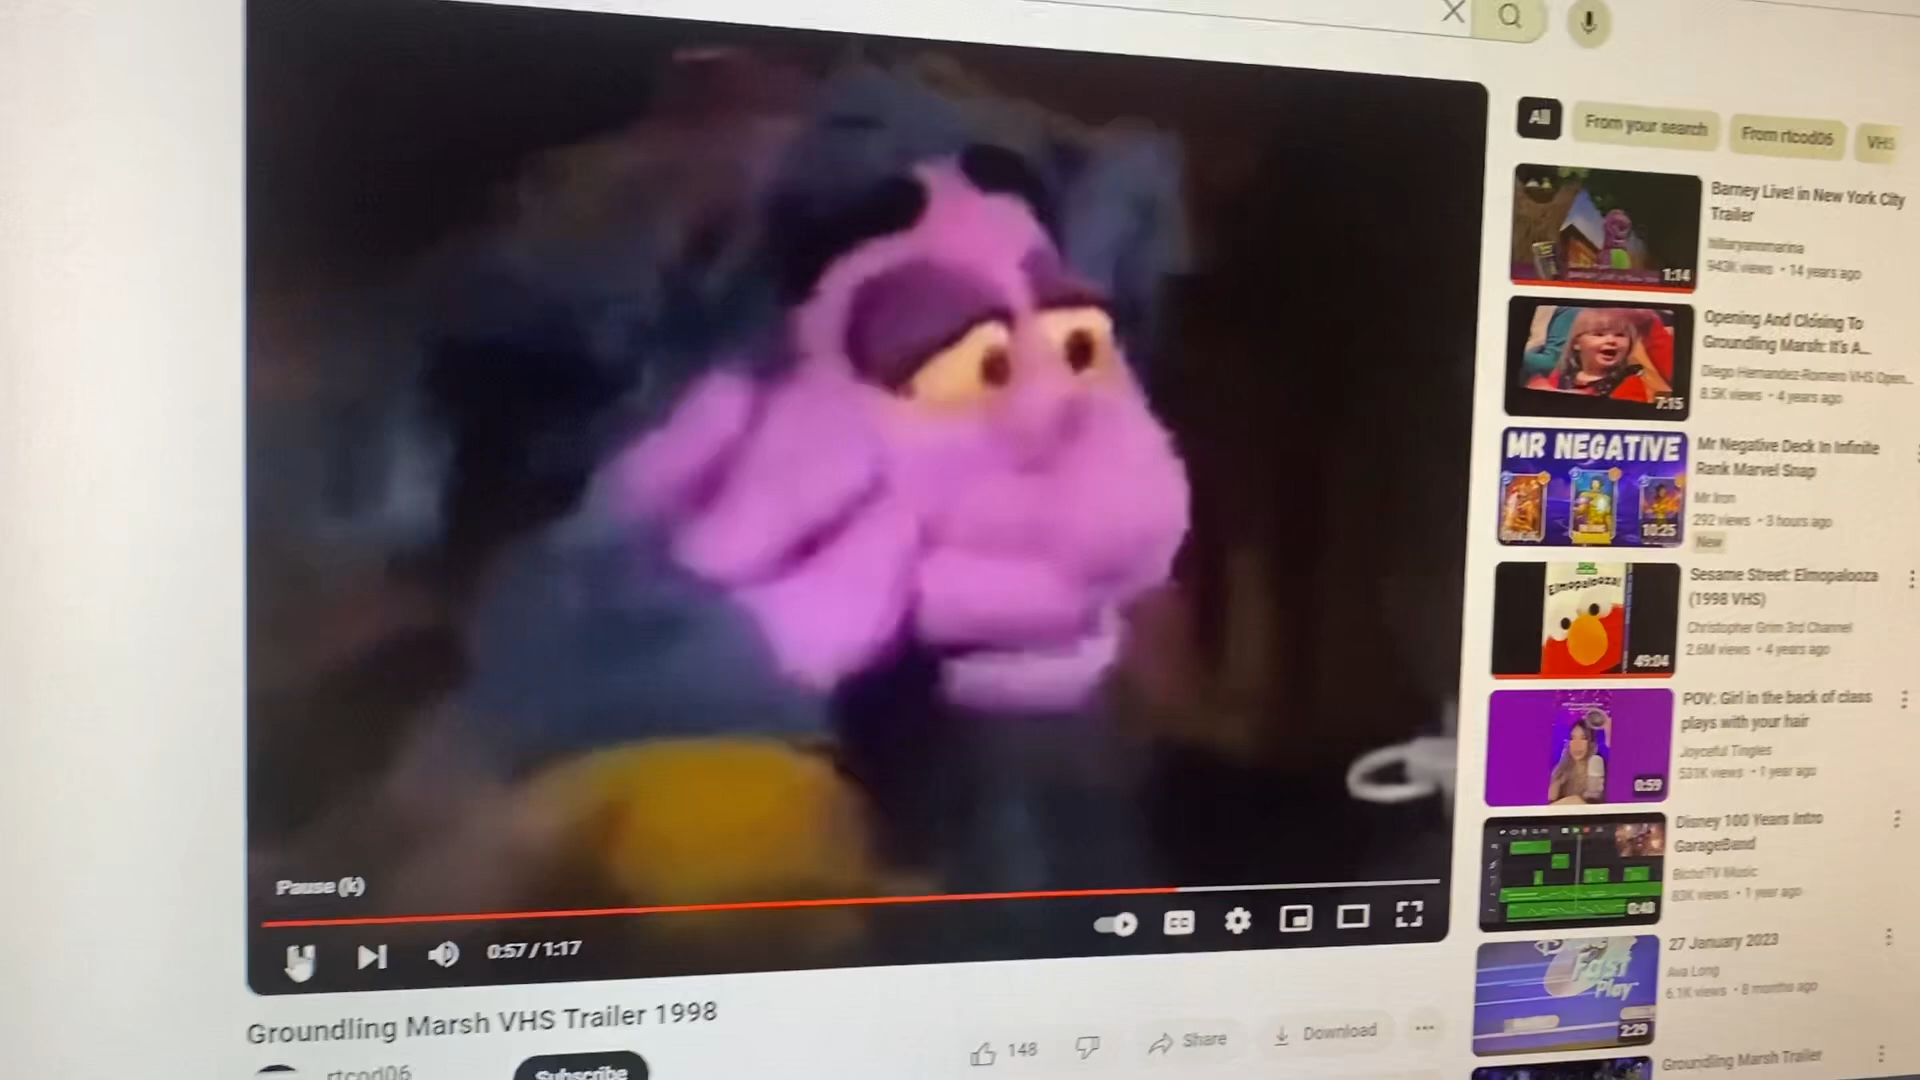 All
From your search
From rtcod06
VHS
Barney Live! in New York City
Trailer
hillaryannmarina
943K views • 14 years ago
1:14
Opening And Closing To
Groundling Marsh: It's A...
Diego Hernandez-Romero VHS Open...
8.5K views • 4 years ago
7:15
MR NEGATIVE
Mr Negative Deck In Infinite
Rank Marvel Snap
Mr Iron
292 views • 3 hours ago
New
10:25
Elmopalooza!
Sesame Street: Elmopalooza
(1998 VHS)
Christopher Grim 3rd Channel
2.6M views • 4 years ago
49:04
POV: Girl in the back of class
plays with your hair
Joyceful Tingles
531K views • 1 year ago
0:59
Disney 100 Years Intro
GarageBand
BichoTV Music
83K views • 1 year ago
0:48
27 January 2023
Ava Long
6.1K views • 8 months ago
Fast
Play
2:29
Groundling Marsh Trailer
Pause (k)
0:57 / 1:17
CC
Groundling Marsh VHS Trailer 1998
rtcod06
Subscribe
148
Share
Download